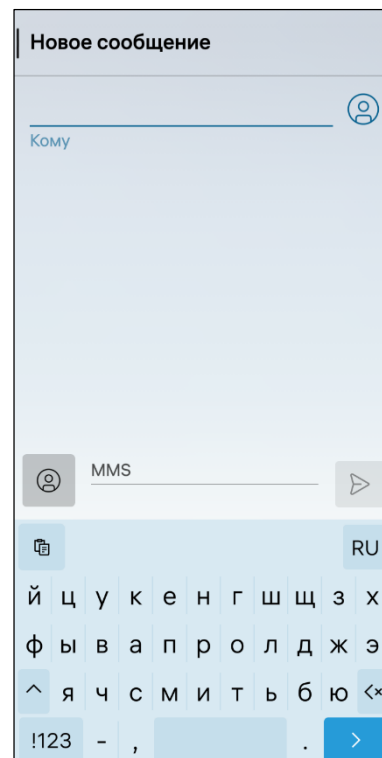 Новое сообщение
Кому
MMS
RU
й ц у к е н г ш щ з х
ф ы в а п р о л д ж э
я ч с м и т ь б ю
!123 - , .